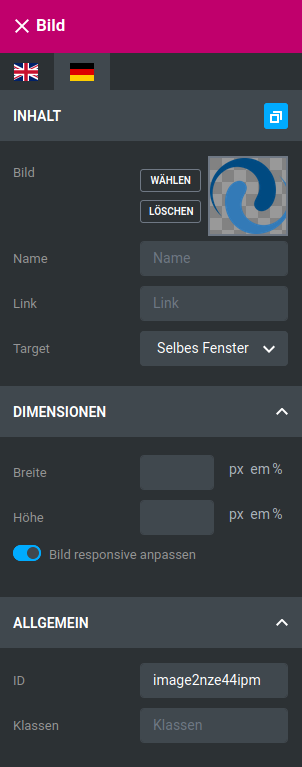 Bild
INHALT
Bild
WÄHLEN
LÖSCHEN
Name Name
Link Link
Target Selbes Fenster
DIMENSIONEN
Breite px em %
Höhe px em %
Bild responsive anpassen
ALLGEMEIN
ID image2nze44ipm
Klassen Klassen